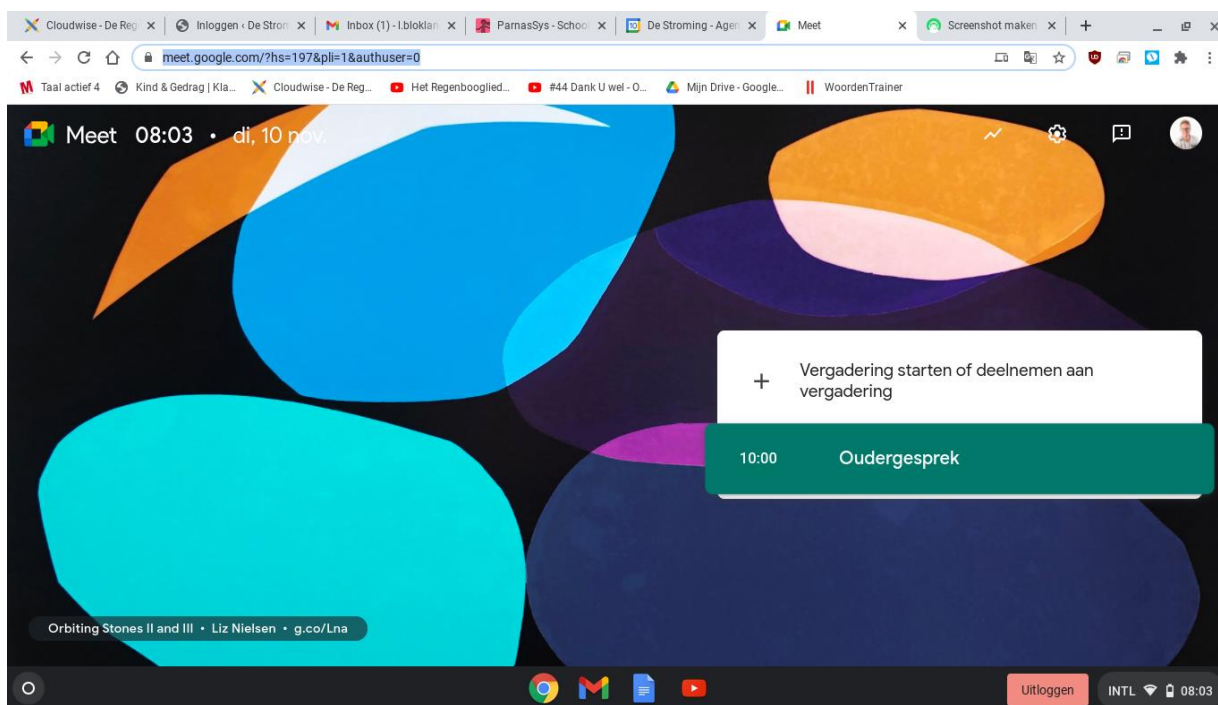 Cloudwise - De Reg
Inloggen ‹ De Strom
Inbox (1) - l.bloklan
ParnasSys - School
De Stroming - Agen
Meet
Screenshot maken
meet.google.com/?hs=197&pli=1&authuser=0
Taal actief 4
Kind & Gedrag | Kla...
Cloudwise - De Reg...
Het Regenbooglied...
#44 Dank U wel - O...
Mijn Drive - Google...
WoordenTrainer
Meet 08:03 • di, 10 nov.
Vergadering starten of deelnemen aan
vergadering
10:00 Oudergesprek
Orbiting Stones II and III • Liz Nielsen • g.co/Lna
Uitloggen
INTL 08:03